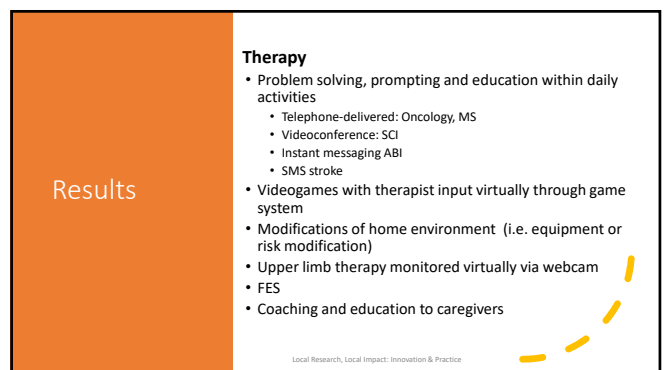 Results
Therapy
• Problem solving, prompting and education within daily
activities
• Telephone-delivered: Oncology, MS
• Videoconference: SCI
• Instant messaging ABI
• SMS stroke
• Videogames with therapist input virtually through game
system
• Modifications of home environment (i.e. equipment or
risk modification)
• Upper limb therapy monitored virtually via webcam
• FES
• Coaching and education to caregivers
Local Research, Local Impact: Innovation & Practice